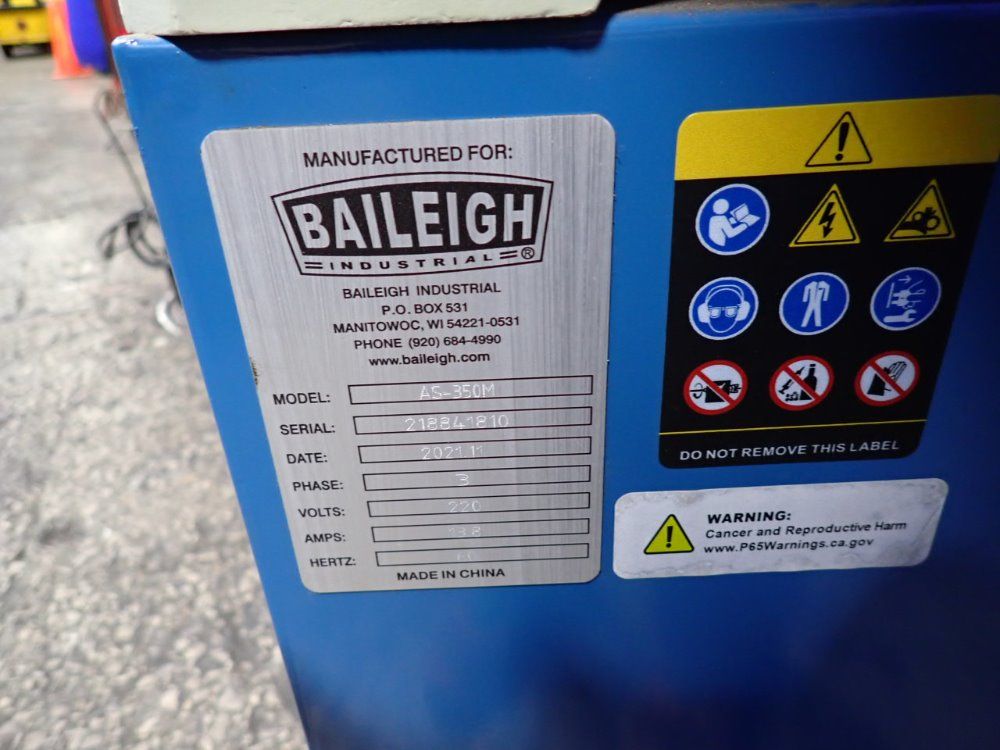 MANUFACTURED FOR:
BAILEIGH
INDUSTRIAL ®
BAILEIGH INDUSTRIAL
P.O. BOX 531
MANITOWOC, WI 54221-0531
PHONE (920) 684-4990
www.baileigh.com
MODEL: AS-350M
SERIAL: 218841810
DATE: 2021.11
PHASE: 3
VOLTS: 220
AMPS:
HERTZ: 60
MADE IN CHINA
DO NOT REMOVE THIS LABEL
WARNING:
Cancer and Reproductive Harm
www.P65Warnings.ca.gov